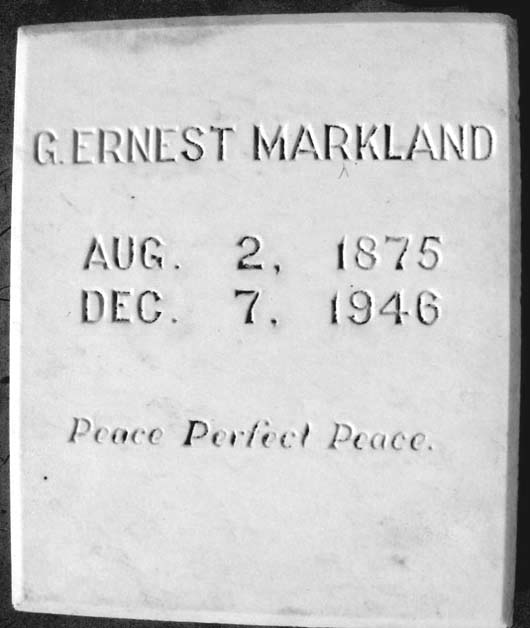 G. ERNEST MARKLAND
AUG. 2, 1875
DEC. 7, 1946
Peace Perfect Peace.